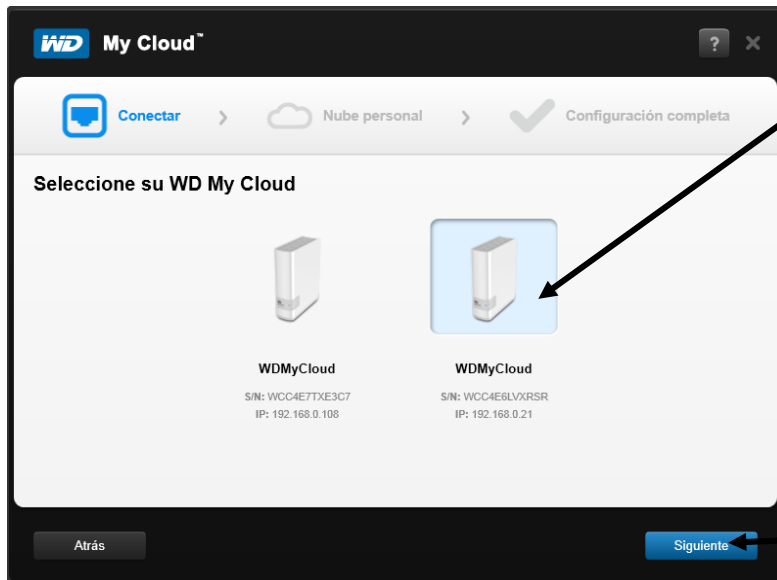 WD My Cloud™
?
Conectar
Nube personal
Configuración completa
Seleccione su WD My Cloud
WDMyCloud
S/N: WCC4E7TXE3C7
IP: 192.168.0.108
WDMyCloud
S/N: WCC4E6LVXRSR
IP: 192.168.0.21
Atrás
Siguiente